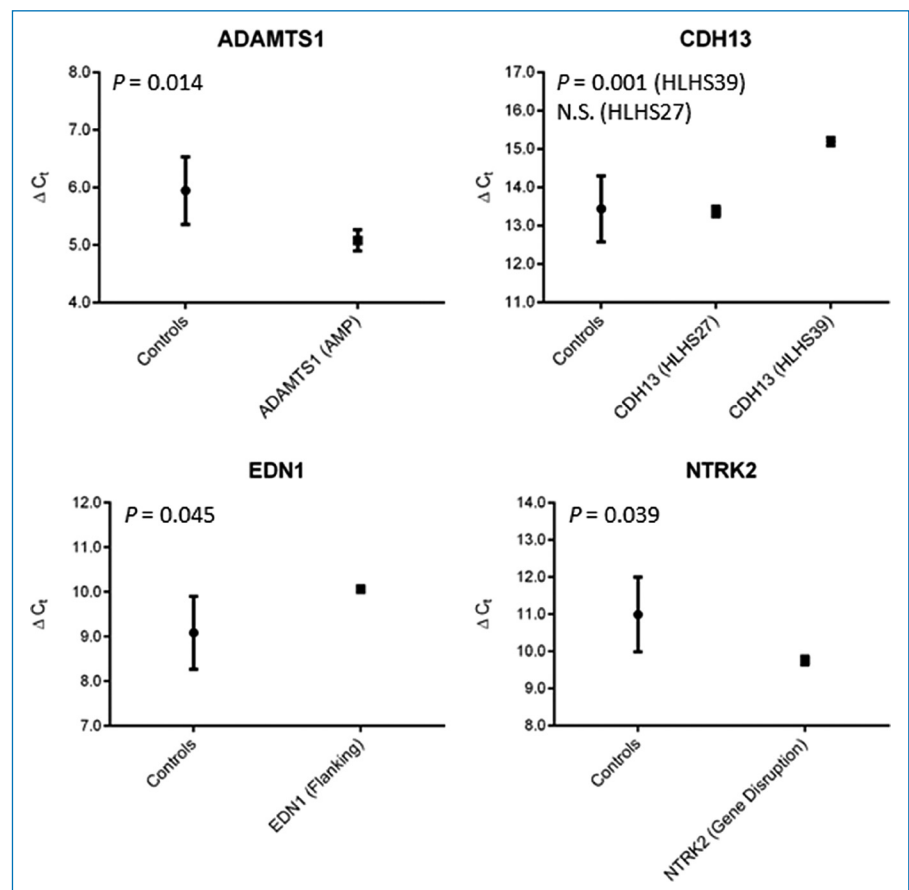 ADAMTS1
P = 0.014
8.0
7.0
6.0
5.0
4.0
Δ Ct
Controls
ADAMTS1 (AMP)
CDH13
P = 0.001 (HLHS39)
N.S. (HLHS27)
17.0
16.0
15.0
14.0
13.0
12.0
11.0
Δ Ct
Controls
CDH13 (HLHS27)
CDH13 (HLHS39)
EDN1
P = 0.045
12.0
11.0
10.0
9.0
8.0
7.0
Δ Ct
Controls
EDN1 (Flanking)
NTRK2
P = 0.039
14.0
13.0
12.0
11.0
10.0
9.0
8.0
Δ Ct
Controls
NTRK2 (Gene Disruption)